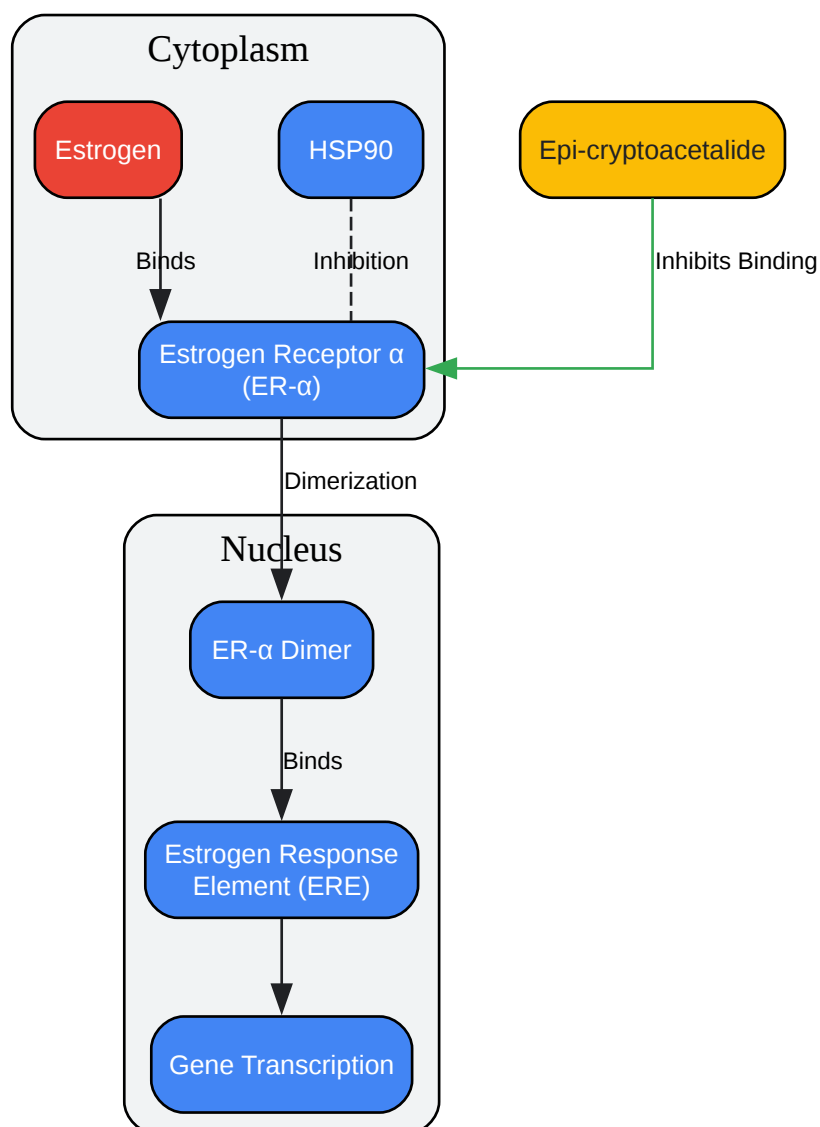 Cytoplasm
Estrogen
HSP90
Epi-cryptoacetalide
Binds
Inhibition
Inhibits Binding
Estrogen Receptor α
(ER-α)
Dimerization
Nucleus
ER-α Dimer
Binds
Estrogen Response
Element (ERE)
Gene Transcription